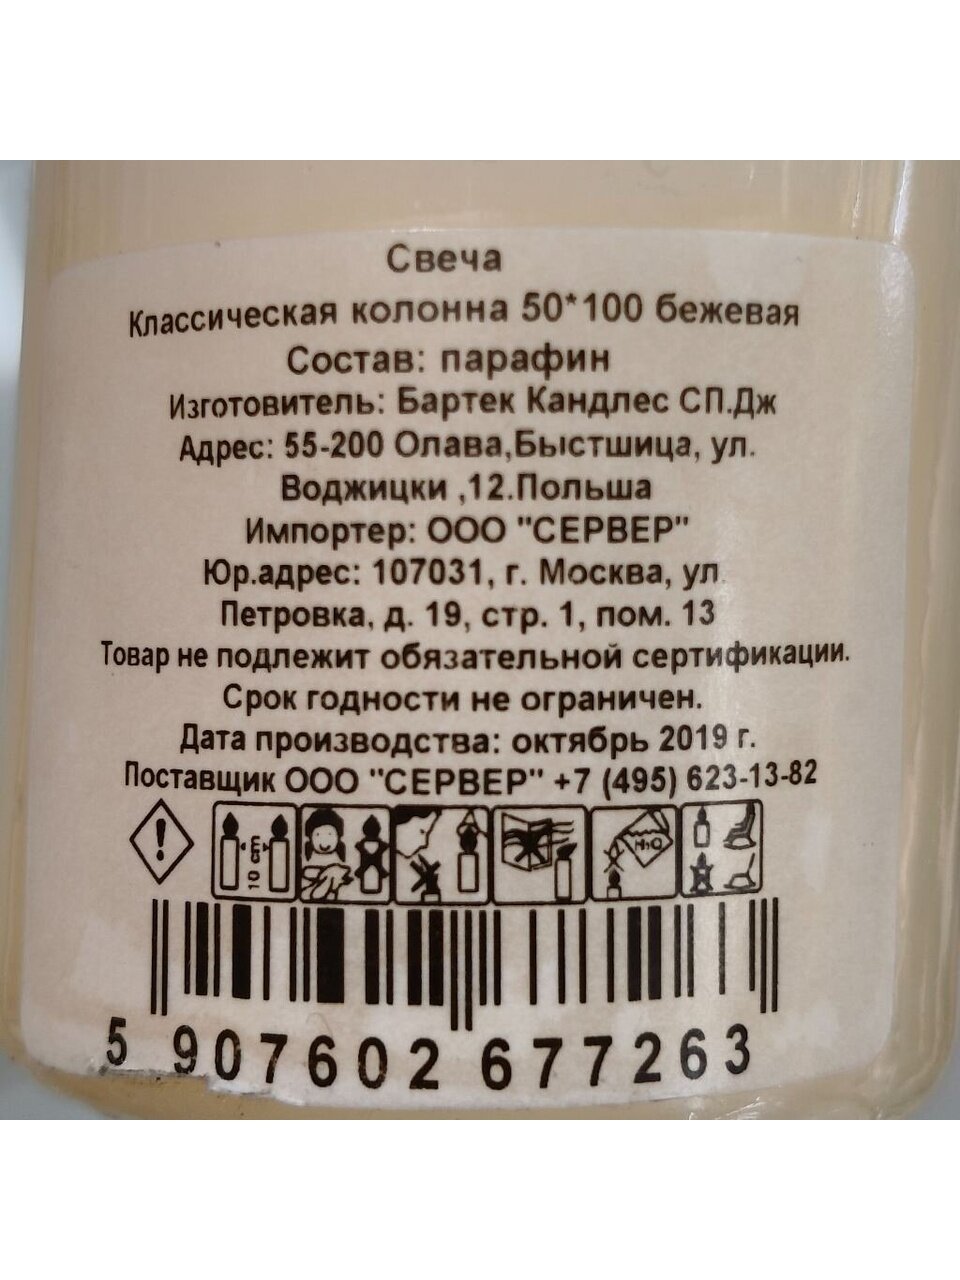 Свеча
Классическая колонна 50*100 бежевая
Состав: парафин
Изготовитель: Бартек Кандлес СП.Дж
Адрес: 55-200 Олава,Быстшица, ул.
Воджицки ,12.Польша
Импортер: ООО "СЕРВЕР"
Юр.адрес: 107031, г. Москва, ул
Петровка, д. 19, стр. 1, пом. 13
Товар не подлежит обязательной сертификации.
Срок годности не ограничен.
Дата производства: октябрь 2019 г.
Поставщик ООО "СЕРВЕР" +7 (495) 623-13-82
10 cm
H₂O
5 907602 677263